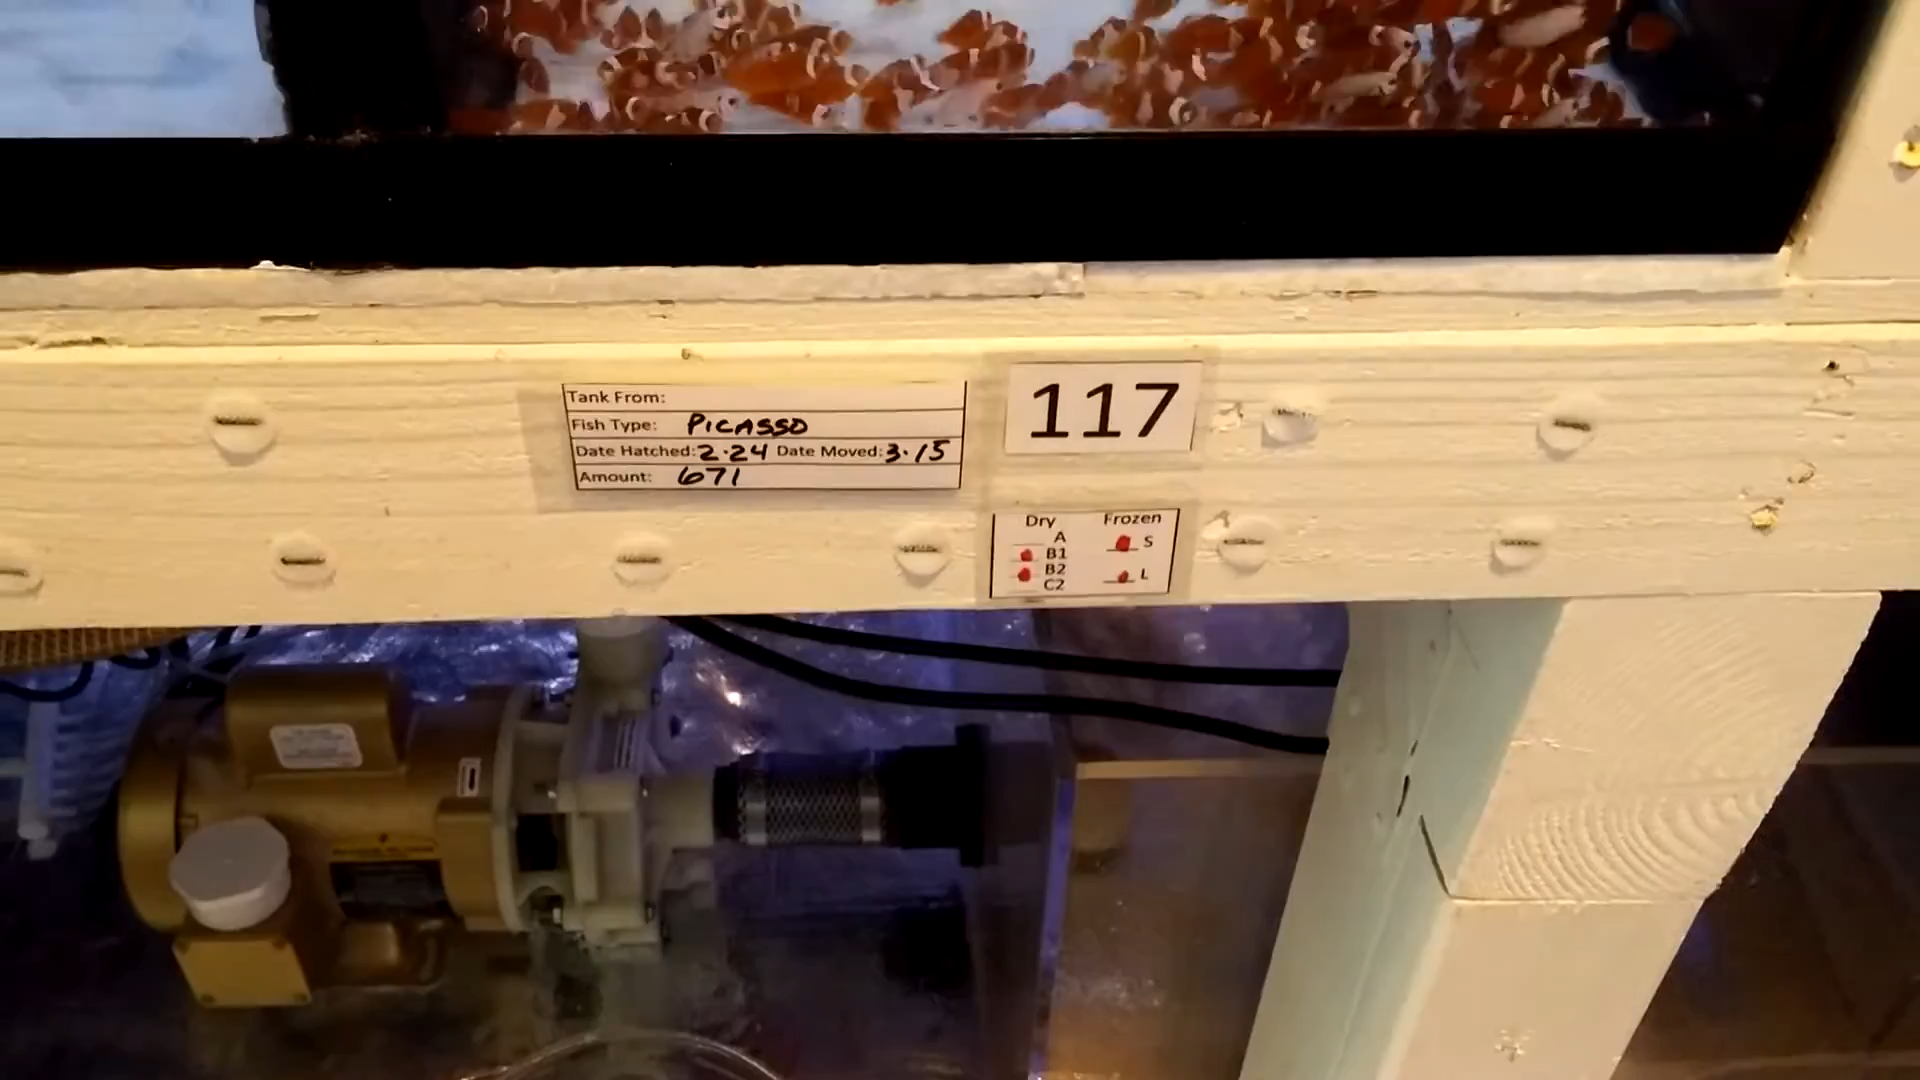 Tank From:
Fish Type: PICASSO
Date Hatched: 2.24 Date Moved: 3.15
Amount: 671
117
Dry Frozen
A
S
B1
B2
L
C2